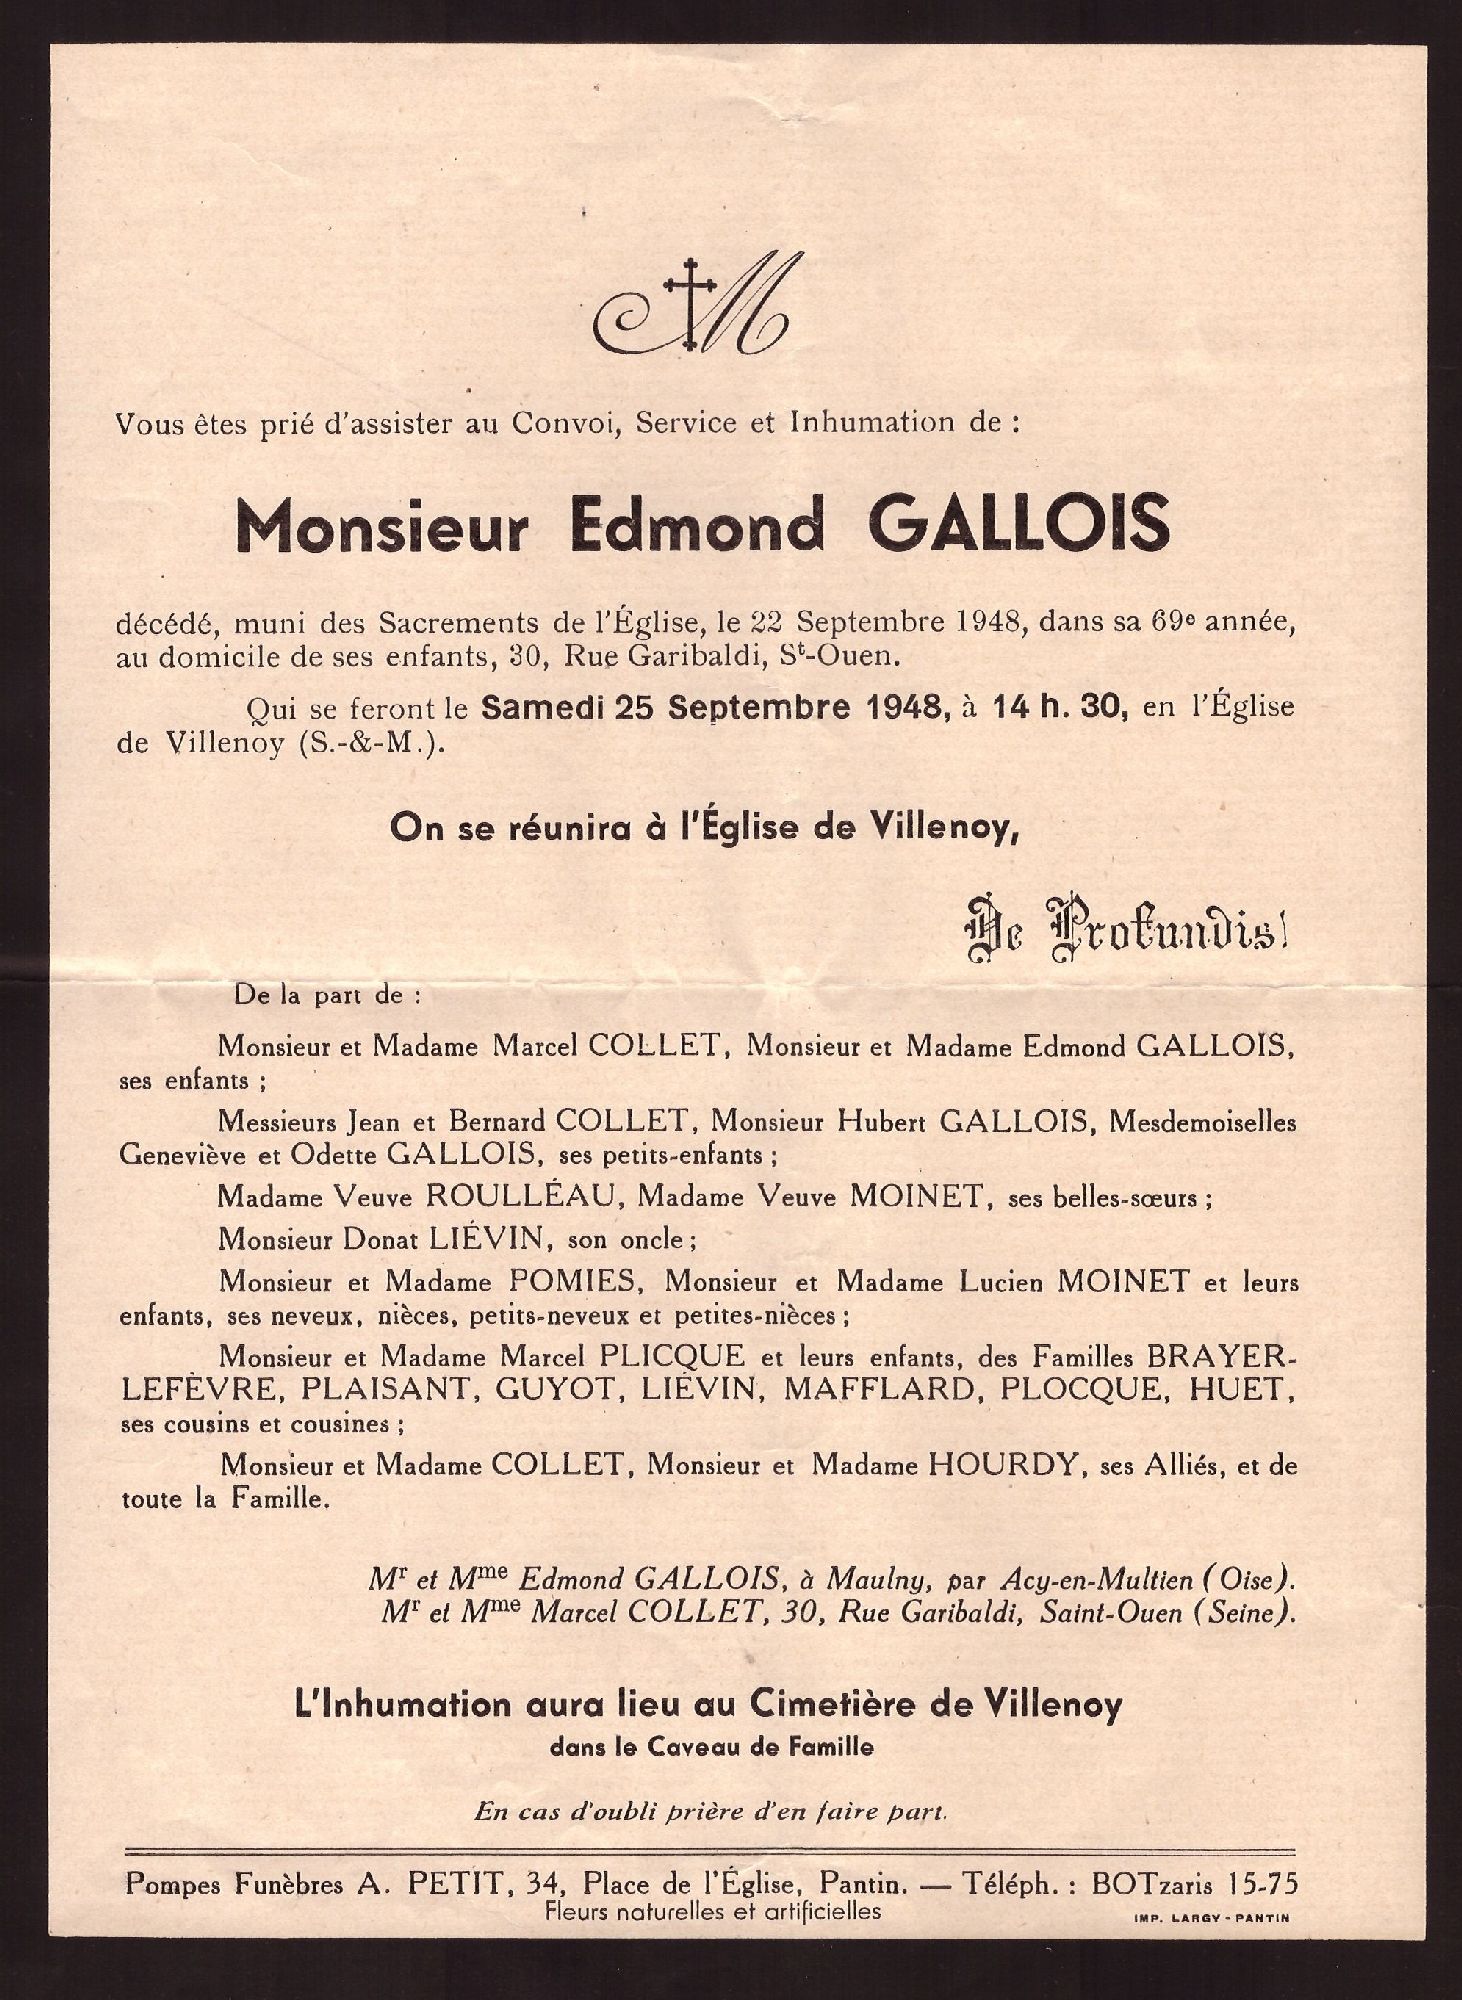 M
Vous êtes prié d'assister au Convoi, Service et Inhumation de :
Monsieur Edmond GALLOIS
décédé, muni des Sacrements de l'Église, le 22 Septembre 1948, dans sa 69e année,
au domicile de ses enfants, 30, Rue Garibaldi, St-Ouen.
Qui se feront le Samedi 25 Septembre 1948, à 14 h. 30, en l'Église
de Villenoy (S.-&-M.).
On se réunira à l'Église de Villenoy,
De Profundis!
De la part de :
Monsieur et Madame Marcel COLLET, Monsieur et Madame Edmond GALLOIS,
ses enfants ;
Messieurs Jean et Bernard COLLET, Monsieur Hubert GALLOIS, Mesdemoiselles
Geneviève et Odette GALLOIS, ses petits-enfants ;
Madame Veuve ROULLÉAU, Madame Veuve MOINET, ses belles-sœurs ;
Monsieur Donat LIÉVIN, son oncle ;
Monsieur et Madame POMIES, Monsieur et Madame Lucien MOINET et leurs
enfants, ses neveux, nièces, petits-neveux et petites-nièces ;
Monsieur et Madame Marcel PLICQUE et leurs enfants, des Familles BRAYER-
LEFÈVRE, PLAISANT, GUYOT, LIÉVIN, MAFFLARD, PLOCQUE, HUET,
ses cousins et cousines ;
Monsieur et Madame COLLET, Monsieur et Madame HOURDY, ses Alliés, et de
toute la Famille.
Mr et Mme Edmond GALLOIS, à Maulny, par Acy-en-Multien (Oise).
Mr et Mme Marcel COLLET, 30, Rue Garibaldi, Saint-Ouen (Seine).
L'Inhumation aura lieu au Cimetière de Villenoy
dans le Caveau de Famille
En cas d'oubli prière d'en faire part.
Pompes Funèbres A. PETIT, 34, Place de l'Église, Pantin. — Téléph. : BOTzaris 15-75
Fleurs naturelles et artificielles
IMP. LARGY - PANTIN